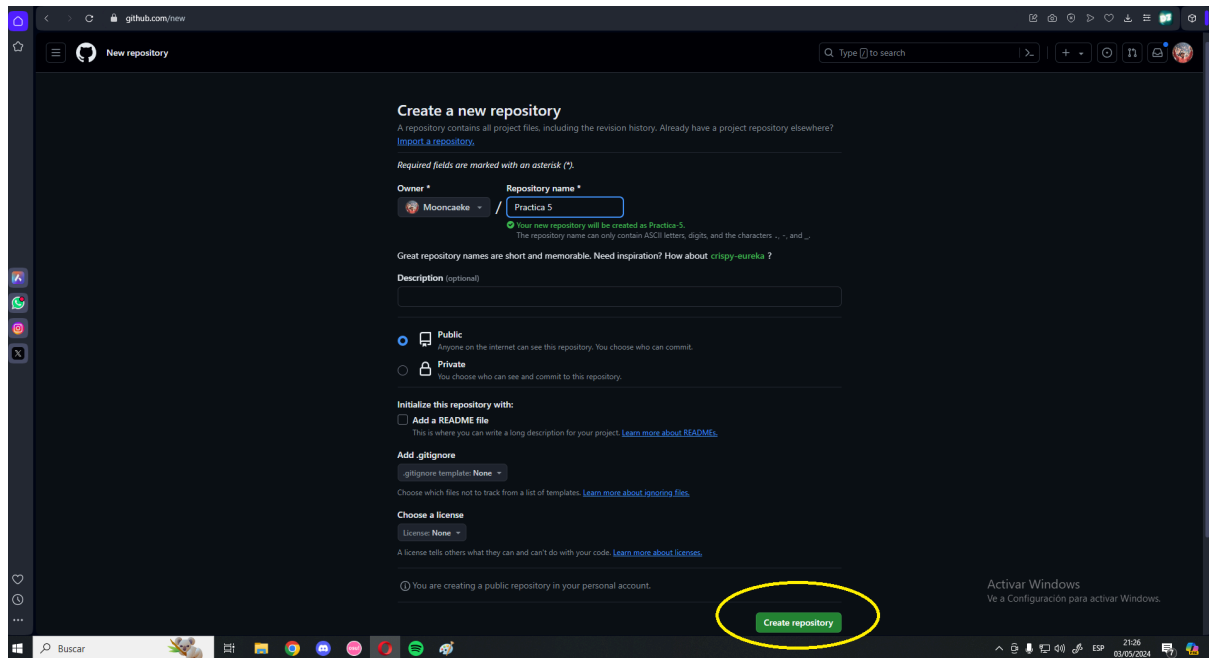 github.com/new
New repository
Type / to search
Create a new repository
A repository contains all project files, including the revision history. Already have a project repository elsewhere?
Import a repository.
Required fields are marked with an asterisk (*).
Owner *
Repository name *
Mooncaeke
/
Practica 5
Your new repository will be created as Practica-5.
The repository name can only contain ASCII letters, digits, and the characters ., -, and _.
Great repository names are short and memorable. Need inspiration? How about crispy-eureka ?
Description (optional)
Public
Anyone on the internet can see this repository. You choose who can commit.
Private
You choose who can see and commit to this repository.
Initialize this repository with:
Add a README file
This is where you can write a long description for your project. Learn more about READMEs.
Add .gitignore
.gitignore template: None
Choose which files not to track from a list of templates. Learn more about ignoring files.
Choose a license
License: None
A license tells others what they can and can't do with your code. Learn more about licenses.
You are creating a public repository in your personal account.
Create repository
Activar Windows
Ve a Configuración para activar Windows.
Buscar
ESP
21:26
03/05/2024